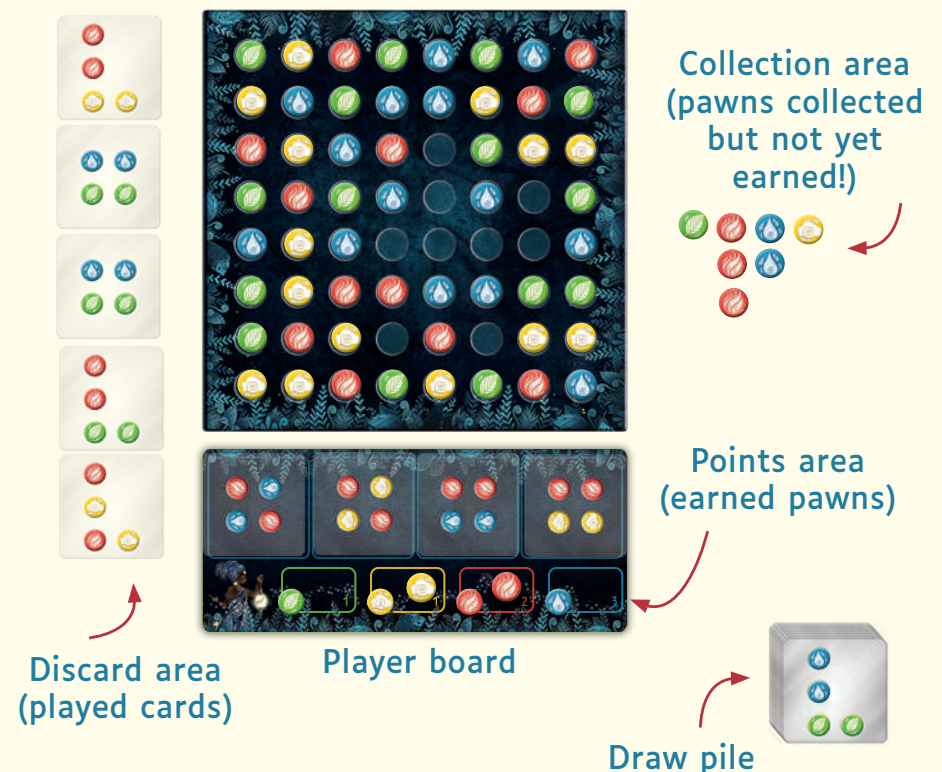 Collection area
(pawns collected
but not yet
earned!)
Points area
(earned pawns)
1
1
2
3
Discard area
(played cards)
Player board
Draw pile